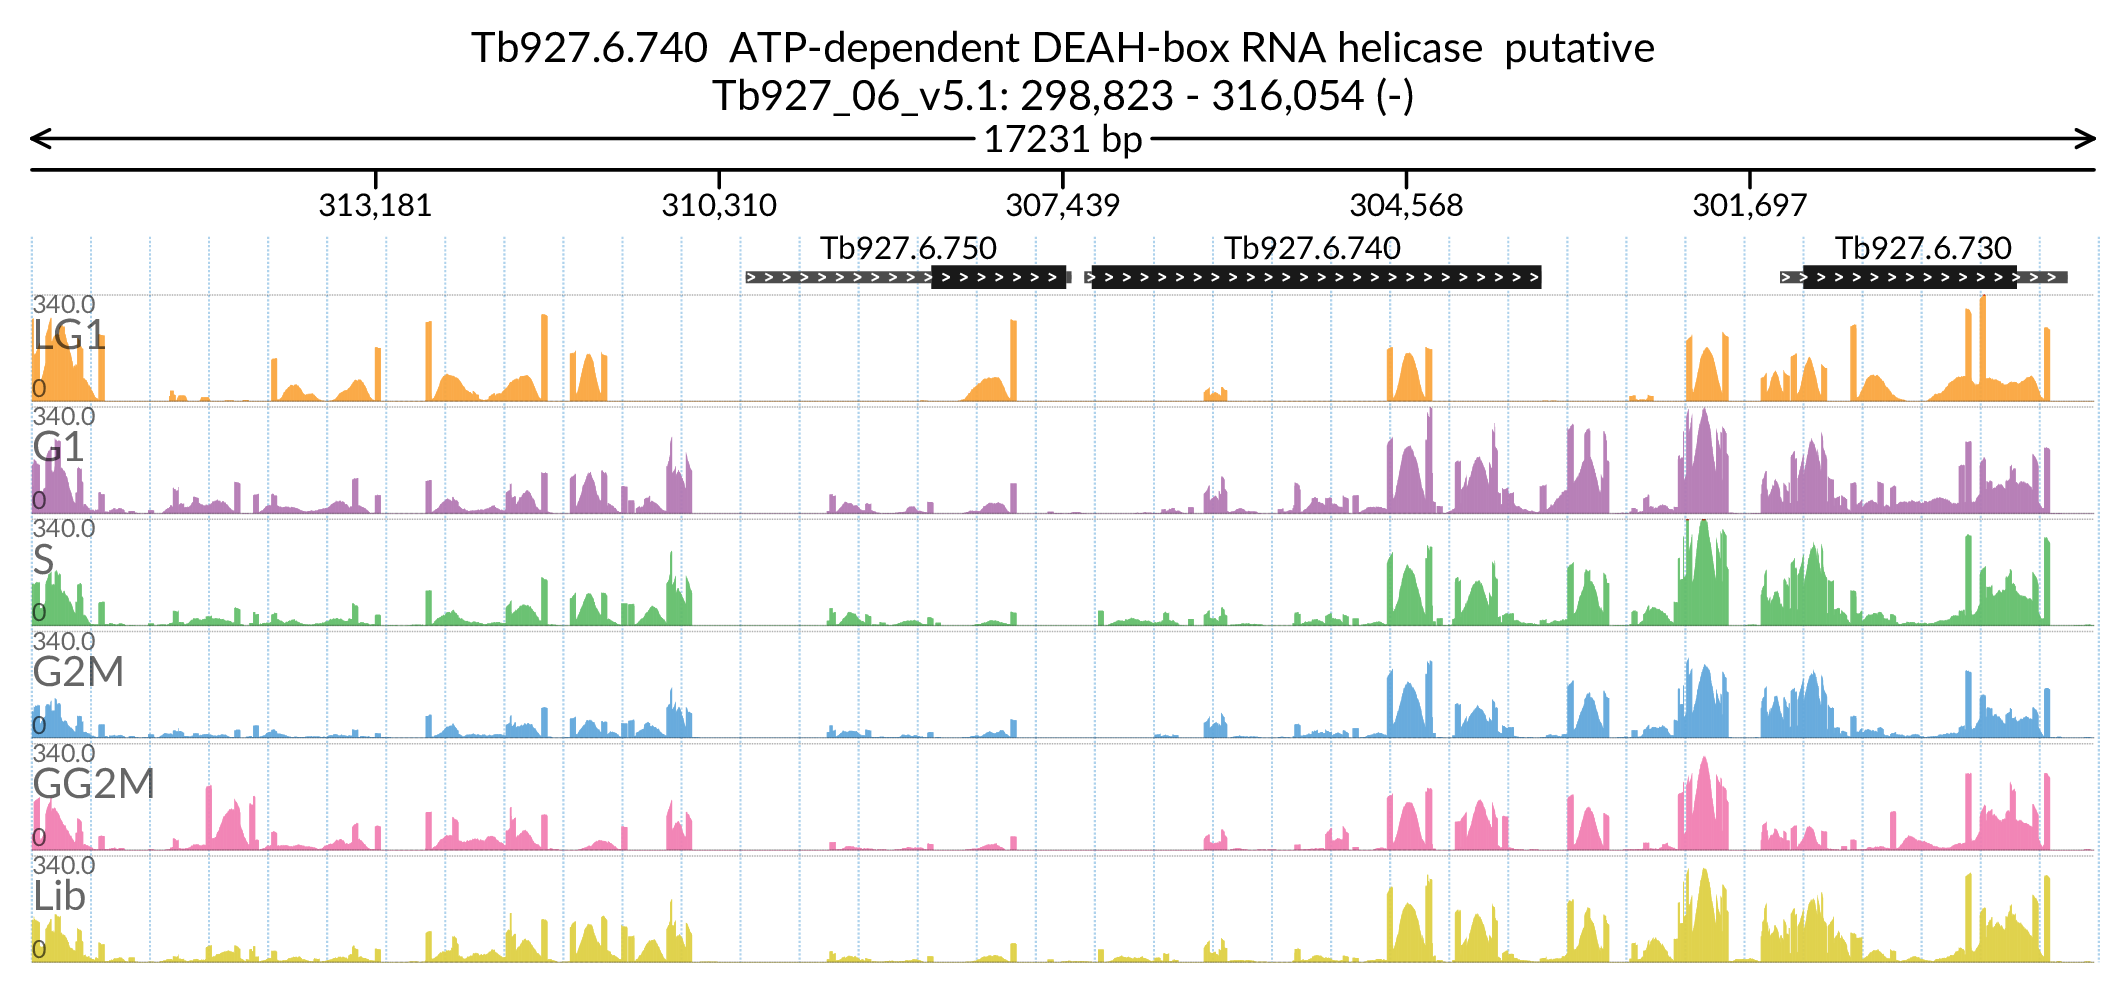 Tb927.6.740  ATP-dependent DEAH-box RNA helicase  putative
Tb927_06_v5.1: 298,823 - 316,054 (-)
17231 bp
313,181 310,310 307,439 304,568 301,697
Tb927.6.750 Tb927.6.740 Tb927.6.730
340.0
LG1
0
340.0
G1
0
340.0
S
0
340.0
G2M
0
340.0
GG2M
0
340.0
Lib
0